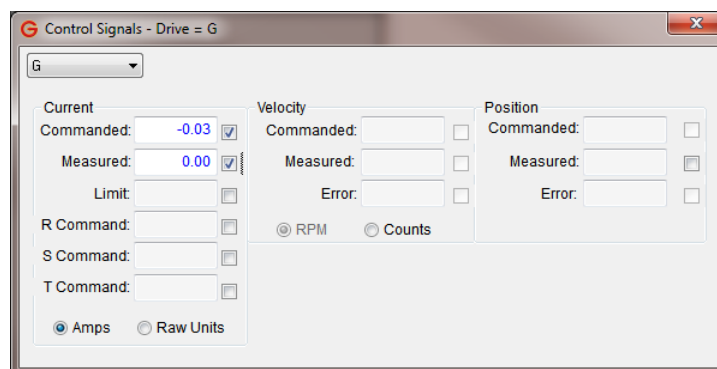 G Control Signals - Drive = G
G
Current
Commanded: -0.03
Measured: 0.00
Limit:
R Command:
S Command:
T Command:
Amps Raw Units
Velocity
Commanded:
Measured:
Error:
RPM Counts
Position
Commanded:
Measured:
Error: